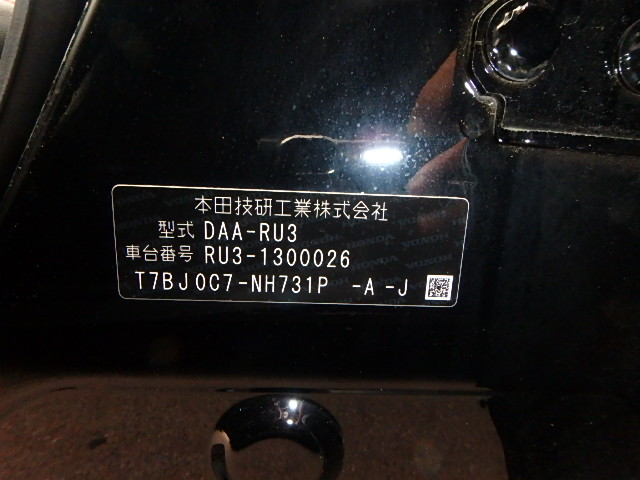 本田技研工業株式会社
型式 DAA-RU3
車台番号 RU3-1300026
T7BJ0C7-NH731P -A-J